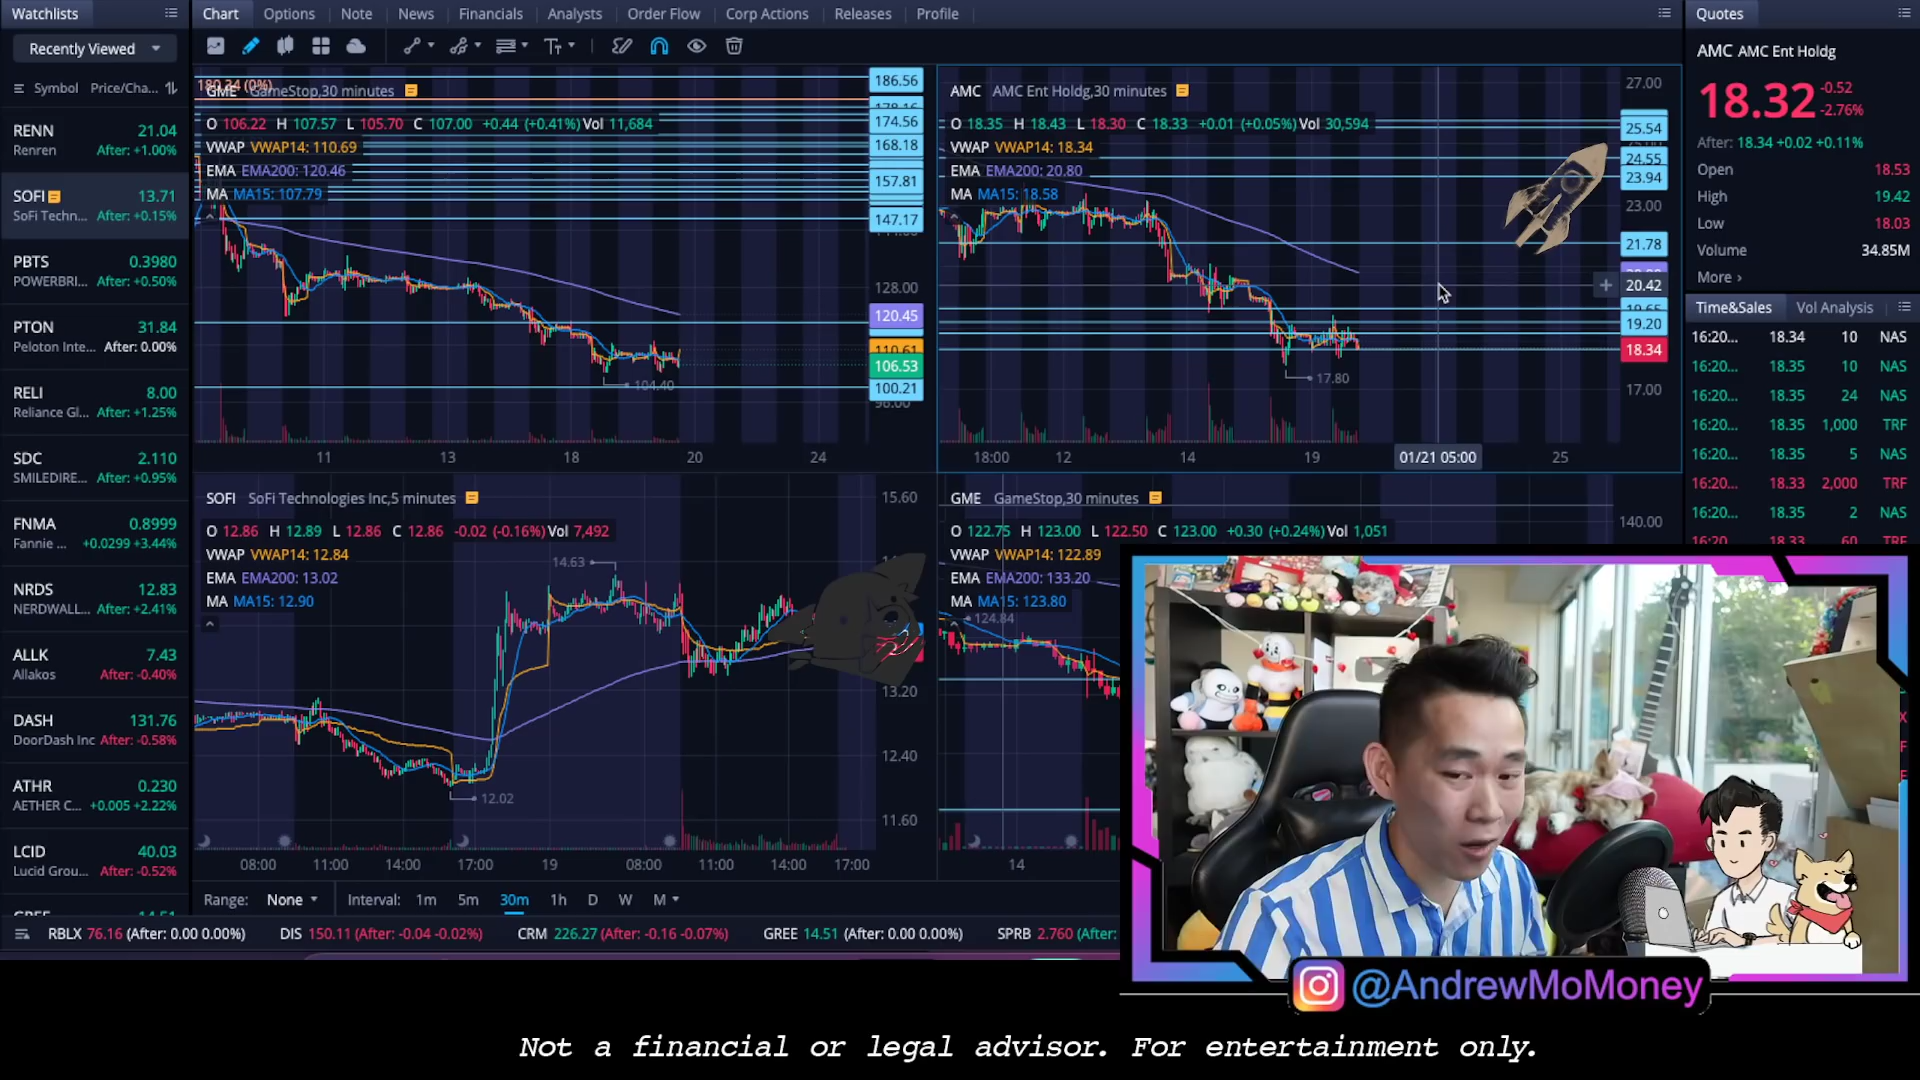 Watchlists
Recently Viewed
Symbol Price/Cha...
RENN 21.04
Renren After: +1.00%
SOFI 13.71
SoFi Techn... After: +0.15%
PBTS 0.3980
POWERBRI... After: +0.50%
PTON 31.84
Peloton Inte... After: 0.00%
RELI 8.00
Reliance Gl... After: +1.25%
SDC 2.110
SMILEDIRE... After: +0.95%
FNMA 0.8999
Fannie ... +0.0299 +3.44%
NRDS 12.83
NERDWALL... After: +2.41%
ALLK 7.43
Allakos After: -0.40%
DASH 131.76
DoorDash Inc After: -0.58%
ATHR 0.230
AETHER C... +0.005 +2.22%
LCID 40.03
Lucid Grou... After: -0.52%
Chart Options Note News Financials Analysts Order Flow Corp Actions Releases Profile
180.34 (0%)
GME GameStop,30 minutes
O 106.22 H 107.57 L 105.70 C 107.00 +0.44 (+0.41%) Vol 11,684
VWAP VWAP14: 110.69
EMA EMA200: 120.46
MA MA15: 107.79
186.56
174.56
168.18
157.81
147.17
128.00
120.45
110.61
106.53
100.21
104.40
11 13 18 20 24
AMC AMC Ent Holdg,30 minutes
O 18.35 H 18.43 L 18.30 C 18.33 +0.01 (+0.05%) Vol 30,594
VWAP VWAP14: 18.34
EMA EMA200: 20.80
MA MA15: 18.58
27.00
25.54
24.55
23.94
23.00
21.78
20.42
19.20
18.34
17.00
17.80
18:00 12 14 19 01/21 05:00 25
SOFI SoFi Technologies Inc,5 minutes
O 12.86 H 12.89 L 12.86 C 12.86 -0.02 (-0.16%) Vol 7,492
VWAP VWAP14: 12.84
EMA EMA200: 13.02
MA MA15: 12.90
14.63
12.02
15.60
13.20
12.40
11.60
08:00 11:00 14:00 17:00 19 08:00 11:00 14:00 17:00
GME GameStop,30 minutes
O 122.75 H 123.00 L 122.50 C 123.00 +0.30 (+0.24%) Vol 1,051
VWAP VWAP14: 122.89
EMA EMA200: 133.20
MA MA15: 123.80
124.84
140.00
14
Range: None Interval: 1m 5m 30m 1h D W M
RBLX 76.16 (After: 0.00 0.00%) DIS 150.11 (After: -0.04 -0.02%) CRM 226.27 (After: -0.16 -0.07%) GREE 14.51 (After: 0.00 0.00%) SPRB 2.760 (After:
Quotes
AMC AMC Ent Holdg
18.32 -0.52
-2.76%
After: 18.34 +0.02 +0.11%
Open 18.53
High 19.42
Low 18.03
Volume 34.85M
More ›
Time&Sales Vol Analysis
16:20... 18.34 10 NAS
16:20... 18.35 10 NAS
16:20... 18.35 24 NAS
16:20... 18.35 1,000 TRF
16:20... 18.35 5 NAS
16:20... 18.33 2,000 TRF
16:20... 18.35 2 NAS
16:20... 18.33 60 TRF
@AndrewMoMoney
Not a financial or legal advisor. For entertainment only.